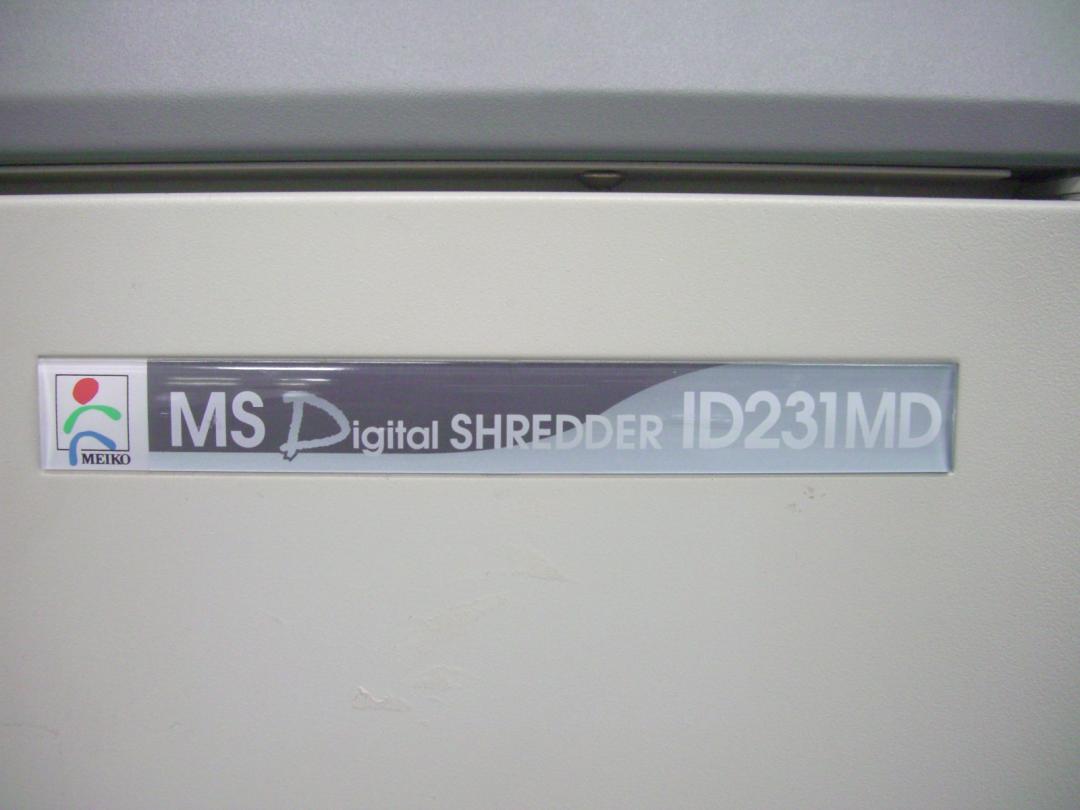 MEIKO
MS Digital SHREDDER ID231MD